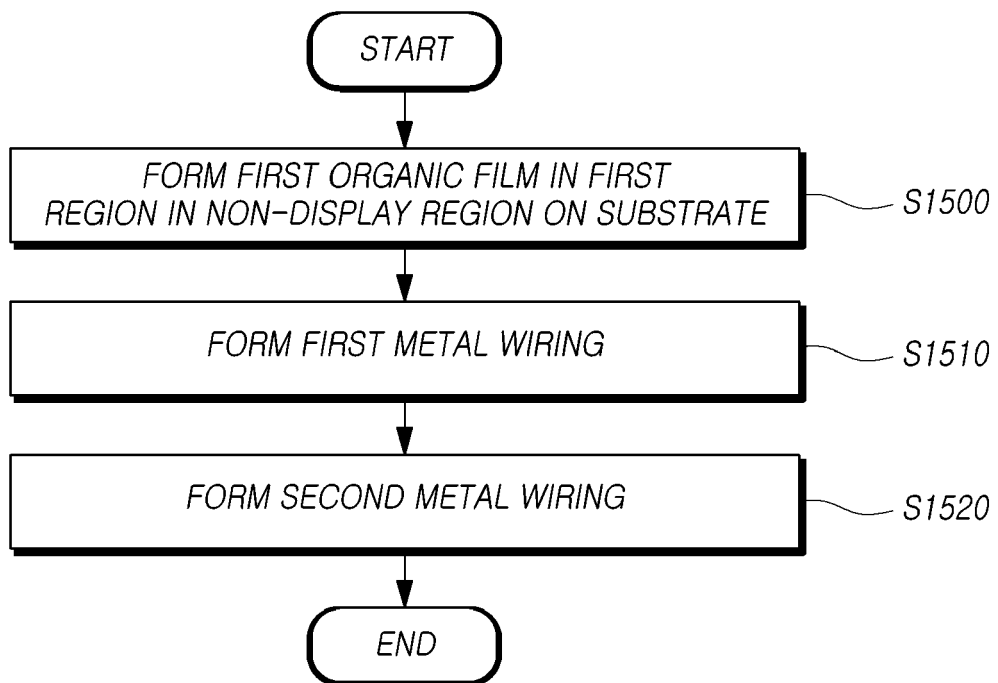 START
FORM FIRST ORGANIC FILM IN FIRST
REGION IN NON-DISPLAY REGION ON SUBSTRATE
S1500
FORM FIRST METAL WIRING
S1510
FORM SECOND METAL WIRING
S1520
END